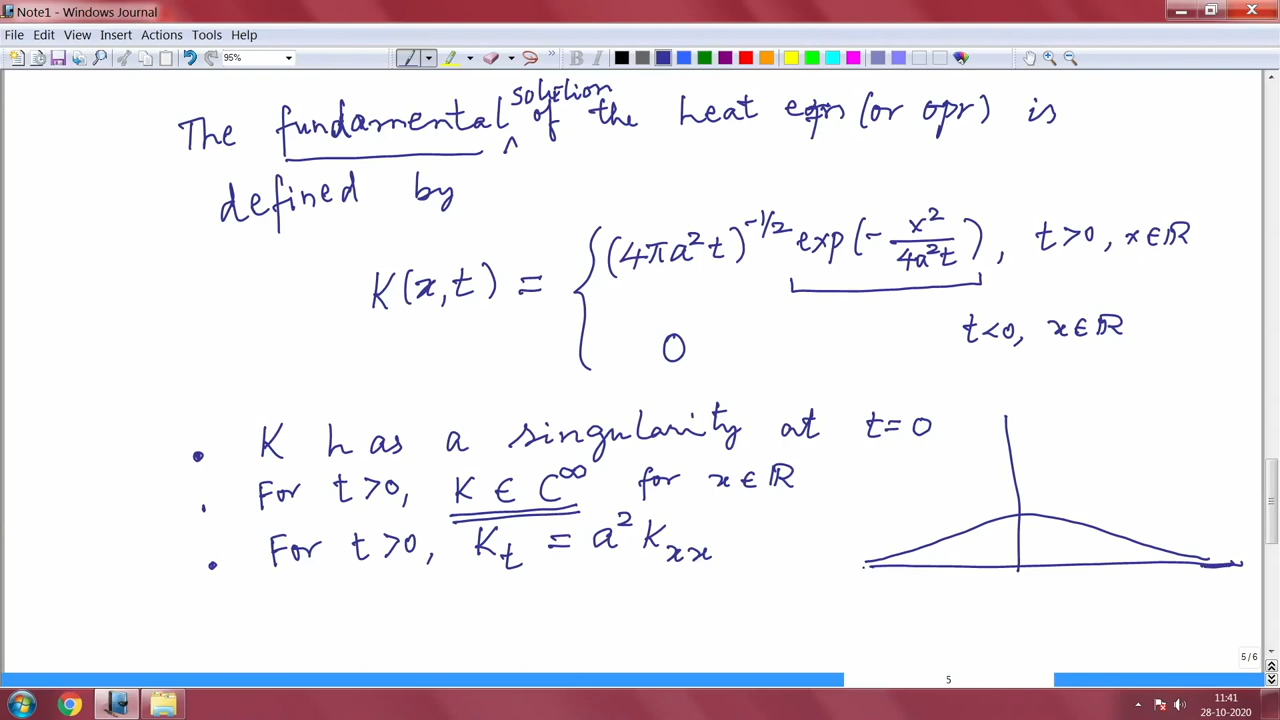 Note1 - Windows Journal
File Edit View Insert Actions Tools Help
95%
solution
The fundamental ^ of the heat eqn (or opr) is
defined by
K(x,t) = { (4πa²t)^{-1/2} exp(- x²/4a²t), t>0, x∈ℝ
0 t<0, x∈ℝ
• K has a singularity at t=0
• For t>0, K ∈ C^∞ for x∈ℝ
• For t>0, K_t = a² K_{xx}
5/6
5
11:41
28-10-2020